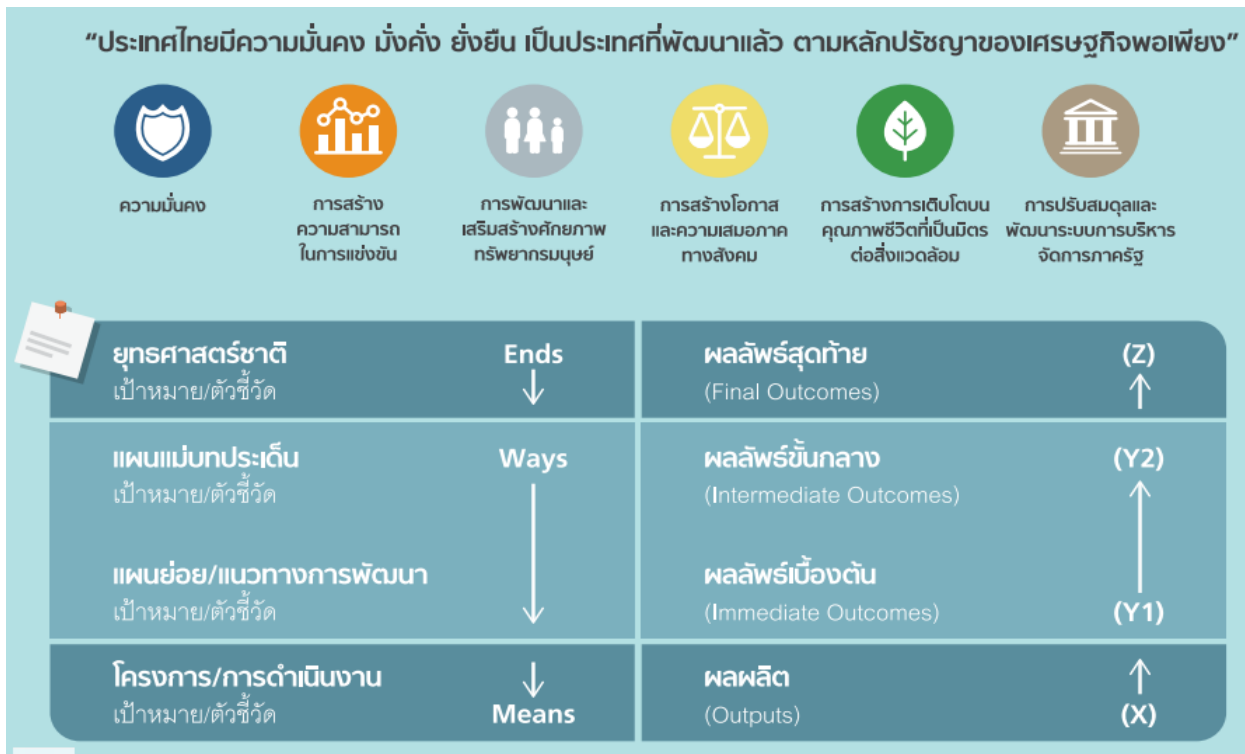 “ประเทศไทยมีความมั่นคง มั่งคั่ง ยั่งยืน เป็นประเทศที่พัฒนาแล้ว ตามหลักปรัชญาของเศรษฐกิจพอเพียง”
ความมั่นคง
การสร้าง
ความสามารถ
ในการแข่งขัน
การพัฒนาและ
เสริมสร้างศักยภาพ
ทรัพยากรมนุษย์
การสร้างโอกาส
และความเสมอภาค
ทางสังคม
การสร้างการเติบโตบน
คุณภาพชีวิตที่เป็นมิตร
ต่อสิ่งแวดล้อม
การปรับสมดุลและ
พัฒนาระบบการบริหาร
จัดการภาครัฐ
ยุทธศาสตร์ชาติ Ends
เป้าหมาย/ตัวชี้วัด
ผลลัพธ์สุดท้าย (Z)
(Final Outcomes)
แผนแม่บทประเด็น Ways
เป้าหมาย/ตัวชี้วัด
ผลลัพธ์ขั้นกลาง (Y2)
(Intermediate Outcomes)
แผนย่อย/แนวทางการพัฒนา
เป้าหมาย/ตัวชี้วัด
ผลลัพธ์เบื้องต้น
(Immediate Outcomes) (Y1)
โครงการ/การดำเนินงาน
เป้าหมาย/ตัวชี้วัด Means
ผลผลิต
(Outputs) (X)